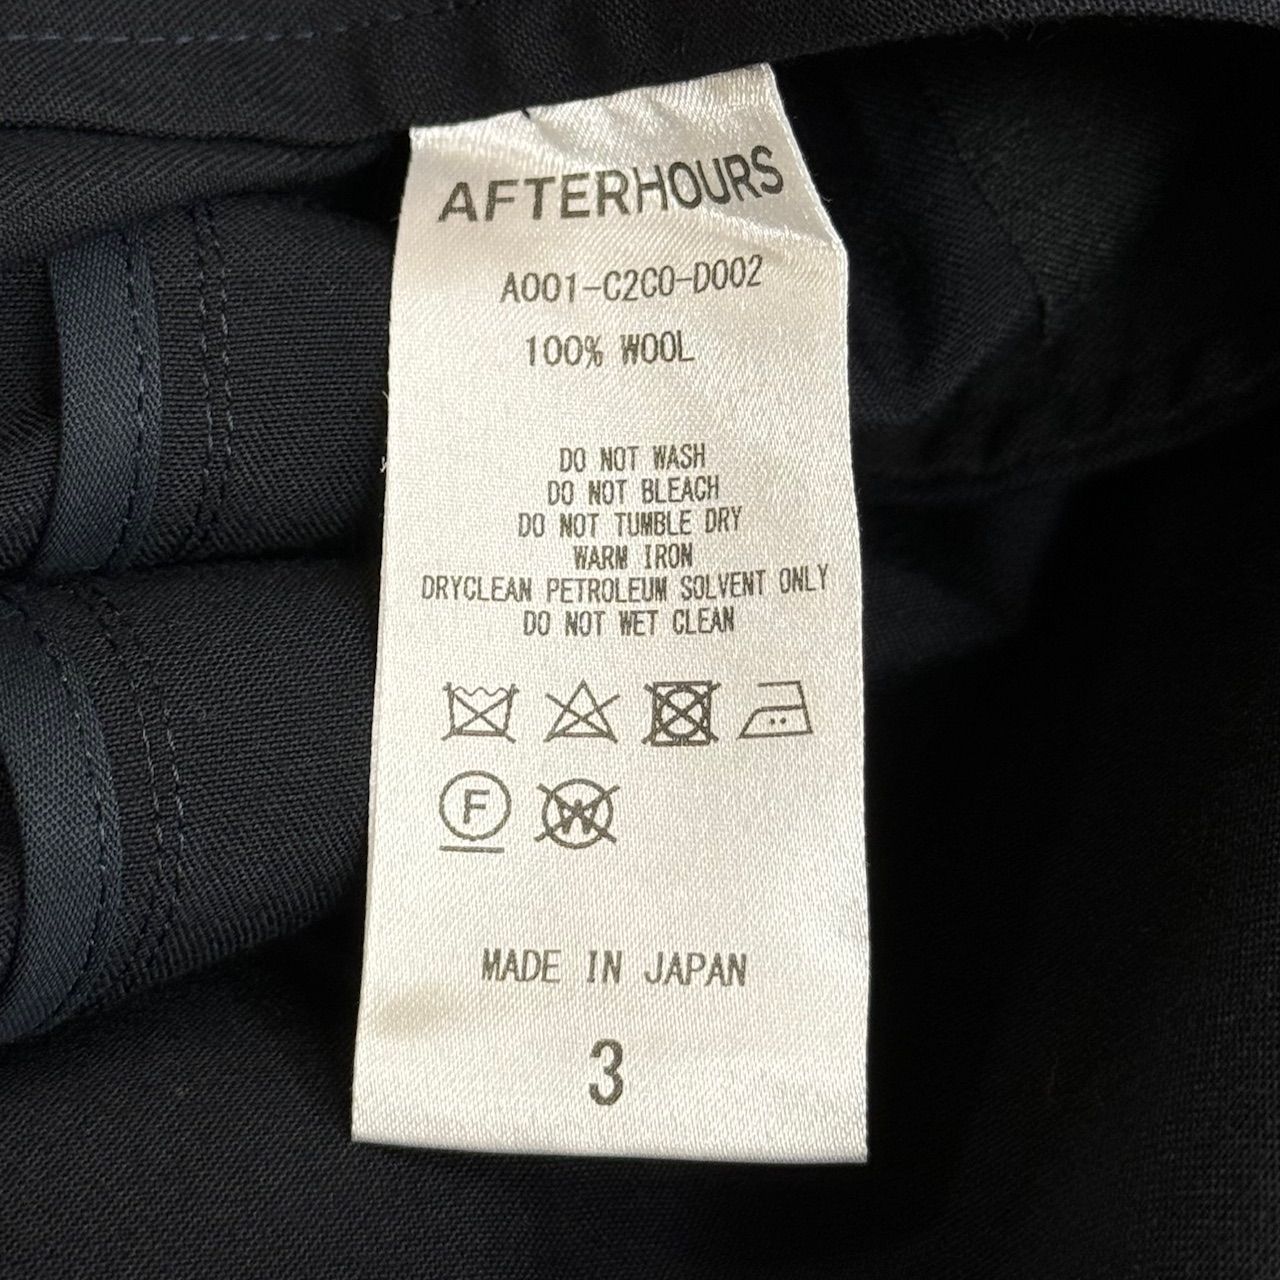 AFTERHOURS
A001-C2C0-D002
100% WOOL
DO NOT WASH
DO NOT BLEACH
DO NOT TUMBLE DRY
WARM IRON
DRYCLEAN PETROLEUM SOLVENT ONLY
DO NOT WET CLEAN
F W
MADE IN JAPAN
3